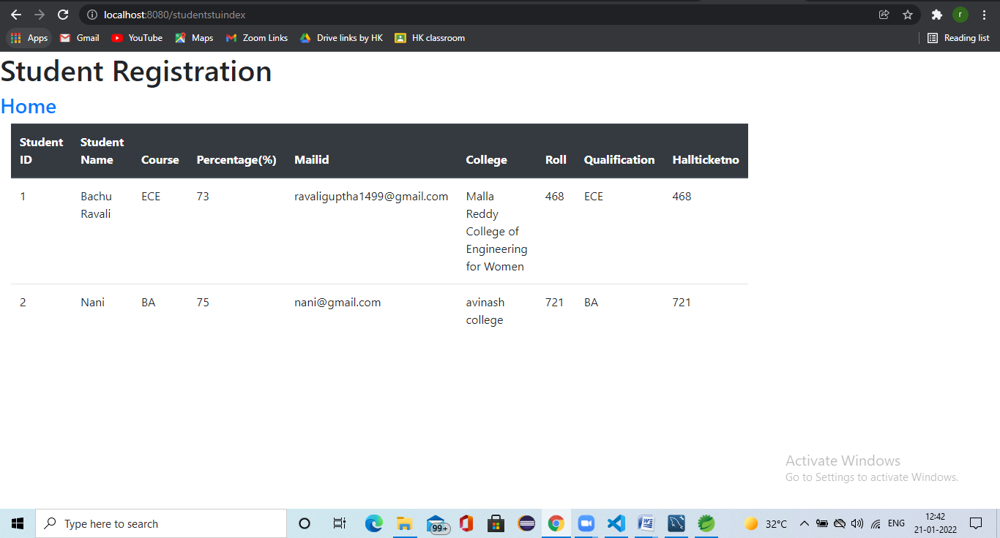 localhost:8080/studentstuindex
r
Apps Gmail YouTube Maps Zoom Links Drive links by HK HK classroom Reading list
Student Registration
Home
Student ID Student Name Course Percentage(%) Mailid College Roll Qualification Hallticketno
1 Bachu Ravali ECE 73 ravaliguptha1499@gmail.com Malla Reddy College of Engineering for Women 468 ECE 468
2 Nani BA 75 nani@gmail.com avinash college 721 BA 721
Activate Windows
Go to Settings to activate Windows.
Type here to search
99+
32°C
ENG
12:42
21-01-2022